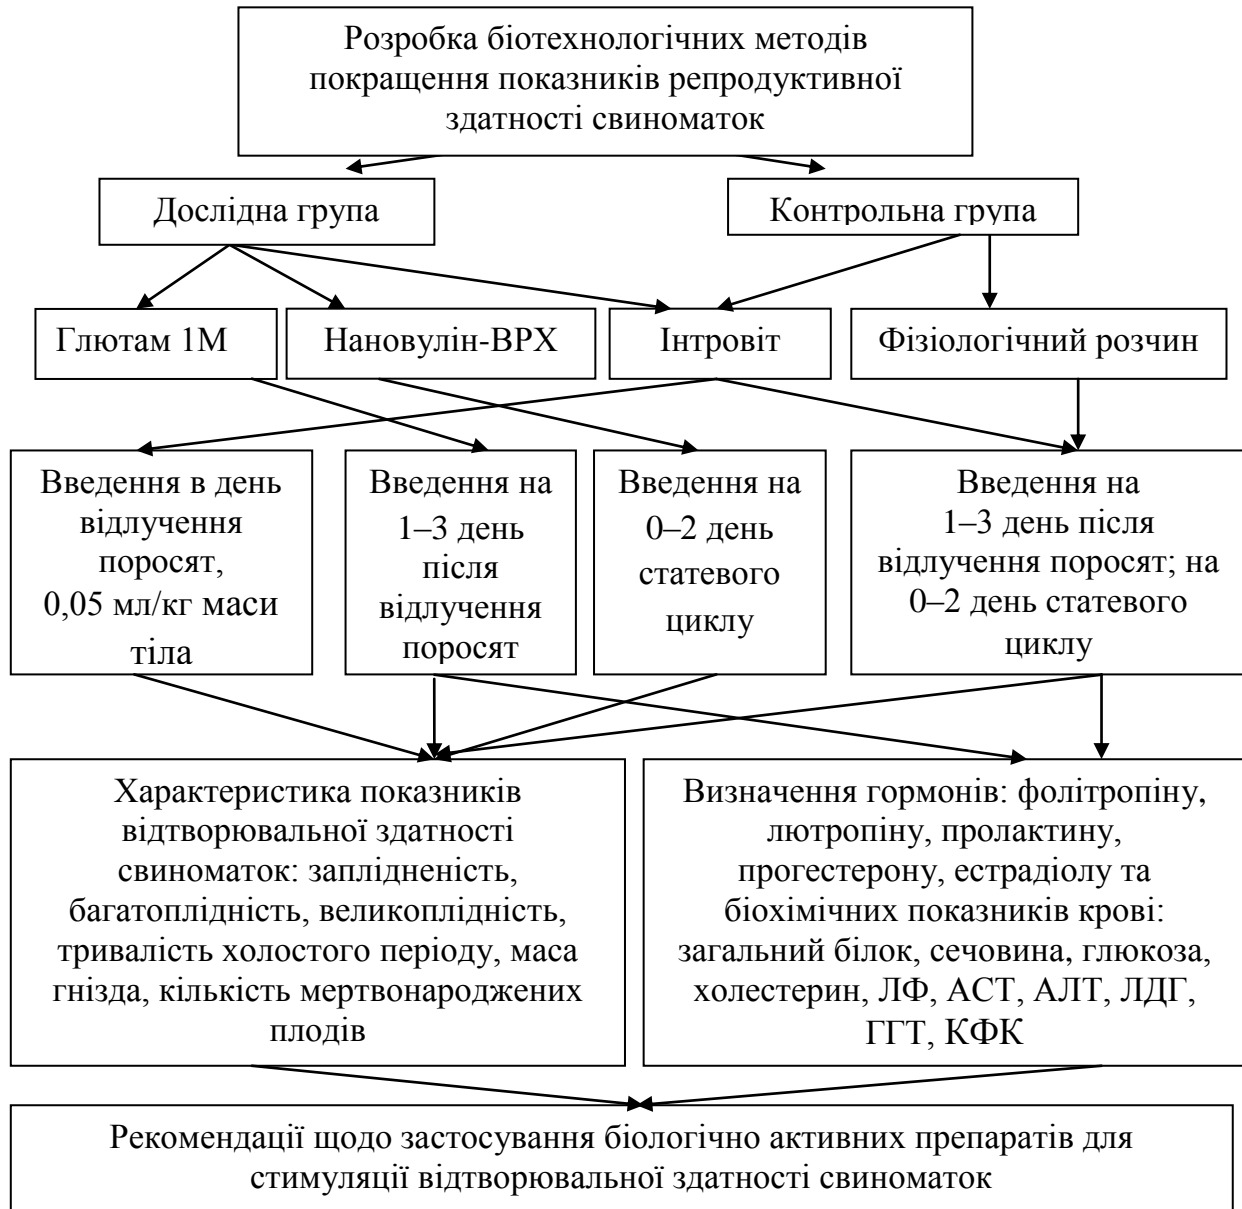 Розробка біотехнологічних методів
покращення показників репродуктивної
здатності свиноматок
Дослідна група
Контрольна група
Глютам 1М
Нановулін-ВРХ
Інтровіт
Фізіологічний розчин
Введення в день
відлучення
поросят,
0,05 мл/кг маси
тіла
Введення на
1–3 день
після
відлучення
поросят
Введення на
0–2 день
статевого
циклу
Введення на
1–3 день після
відлучення поросят; на
0–2 день статевого
циклу
Характеристика показників
відтворювальної здатності
свиноматок: заплідненість,
багатоплідність, великоплідність,
тривалість холостого періоду, маса
гнізда, кількість мертвонароджених
плодів
Визначення гормонів: фолітропіну,
лютропіну, пролактину,
прогестерону, естрадіолу та
біохімічних показників крові:
загальний білок, сечовина, глюкоза,
холестерин, ЛФ, АСТ, АЛТ, ЛДГ,
ГГТ, КФК
Рекомендації щодо застосування біологічно активних препаратів для
стимуляції відтворювальної здатності свиноматок